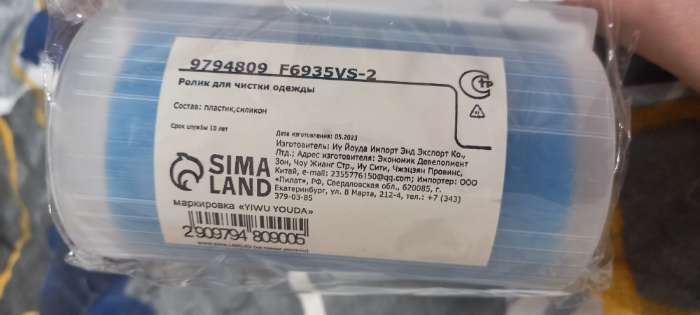 9794809 F6935VS-2
Ролик для чистки одежды
Состав: пластик,силикон
Срок службы 10 лет
Дата изготовления: 05.2023
Изготовитель: Иу Йоуда Импорт Энд Экспорт Ко.,
Лтд.; Адрес изготовителя: Экономик Девелопмент
Зон, Чоу Жианг Стр., Иу Сити, Чжэцзян Провинс,
Китай, e-mail: 2355776150@qq.com; Импортер: ООО
«Пилат», РФ, Свердловская обл., 620085, г.
Екатеринбург, ул. 8 Марта, 212-4, тел.: +7 (343)
379-03-85
SIMA
LAND
маркировка «YIWU YOUDA»
2 909794 809005